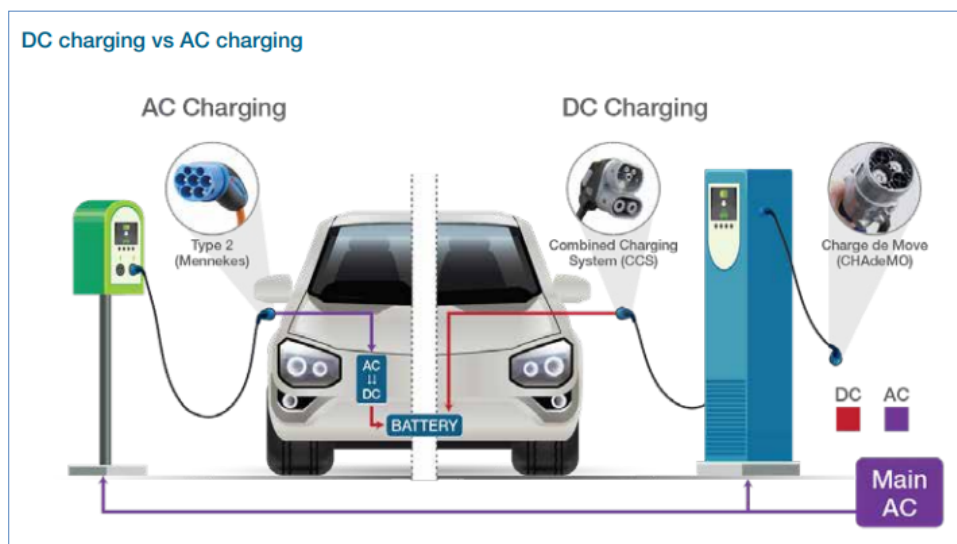 DC charging vs AC charging
AC Charging
DC Charging
Type 2
(Mennekes)
Combined Charging
System (CCS)
Charge de Move
(CHAdeMO)
AC
↓↓
DC
BATTERY
DC
AC
Main
AC